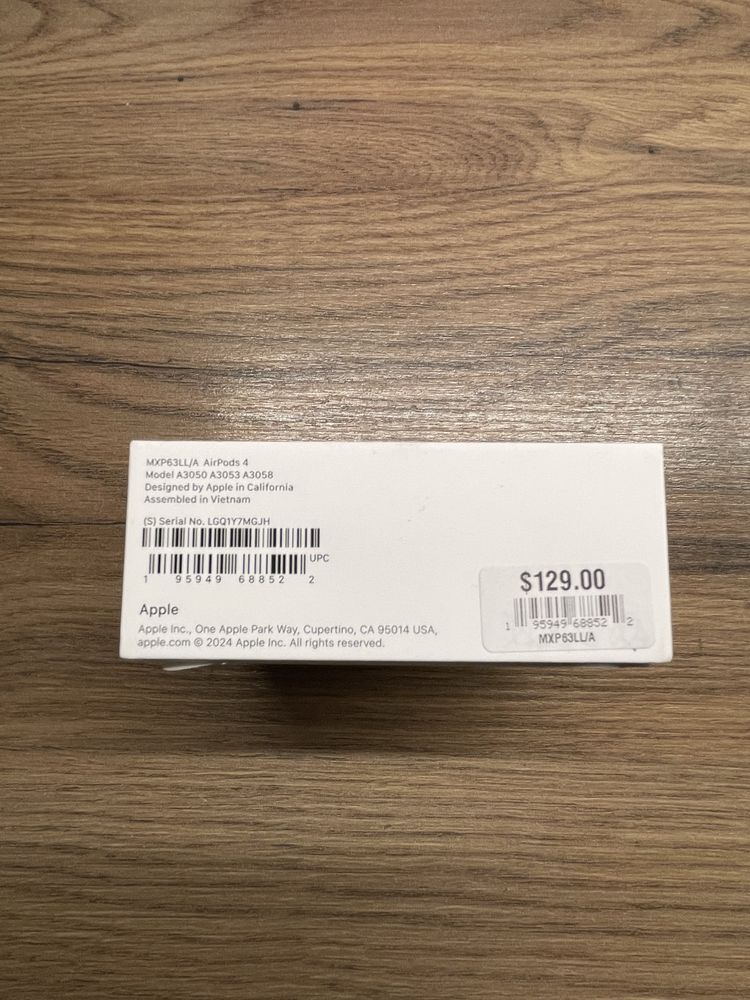 MXP63LL/A AirPods 4
Model A3050 A3053 A3058
Designed by Apple in California
Assembled in Vietnam
(S) Serial No. LGQ1Y7MGJH
UPC
1 95949 68852 2
Apple
Apple Inc., One Apple Park Way, Cupertino, CA 95014 USA,
apple.com © 2024 Apple Inc. All rights reserved.
$129.00
1 95949 68852 2
MXP63LL/A